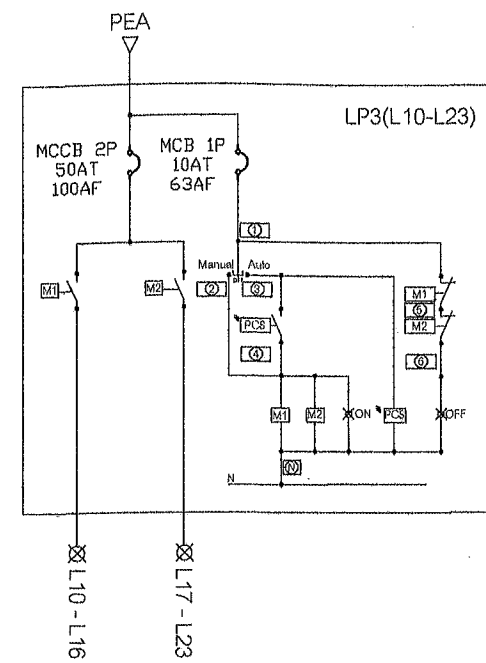 PEA
LP3(L10-L23)
MCCB 2P
50AT
100AF
MCB 1P
10AT
63AF
1
Manual
Auto
2
3
M1
M2
M1
5
M2
PCS
4
6
M1
M2
ON
PCS
OFF
N
N
L10 - L16
L17 - L23